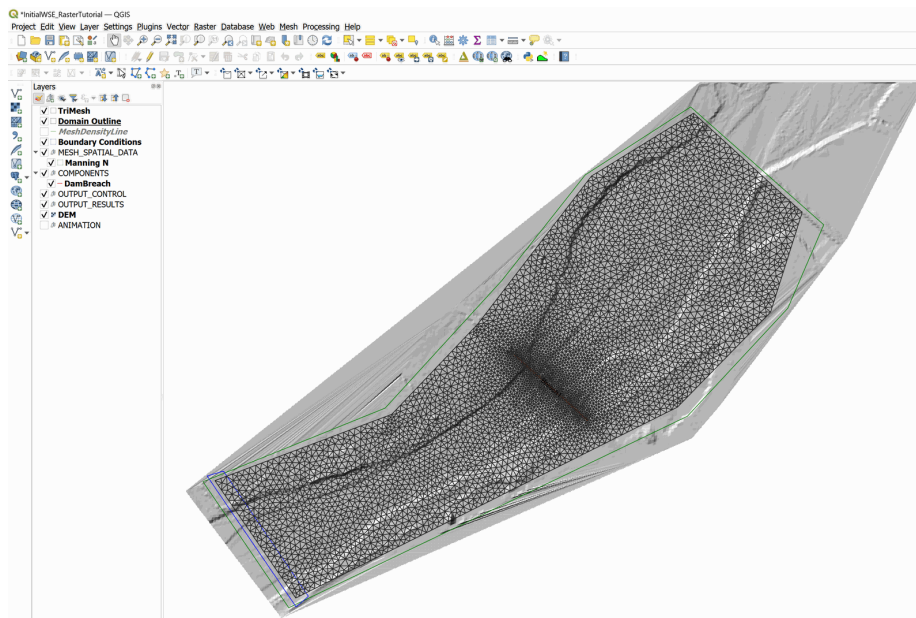 *InitialWSE_RasterTutorial — QGIS
Project Edit View Layer Settings Plugins Vector Raster Database Web Mesh Processing Help
Layers
TriMesh
Domain Outline
MeshDensityLine
Boundary Conditions
MESH_SPATIAL_DATA
Manning N
COMPONENTS
DamBreach
OUTPUT_CONTROL
OUTPUT_RESULTS
DEM
ANIMATION